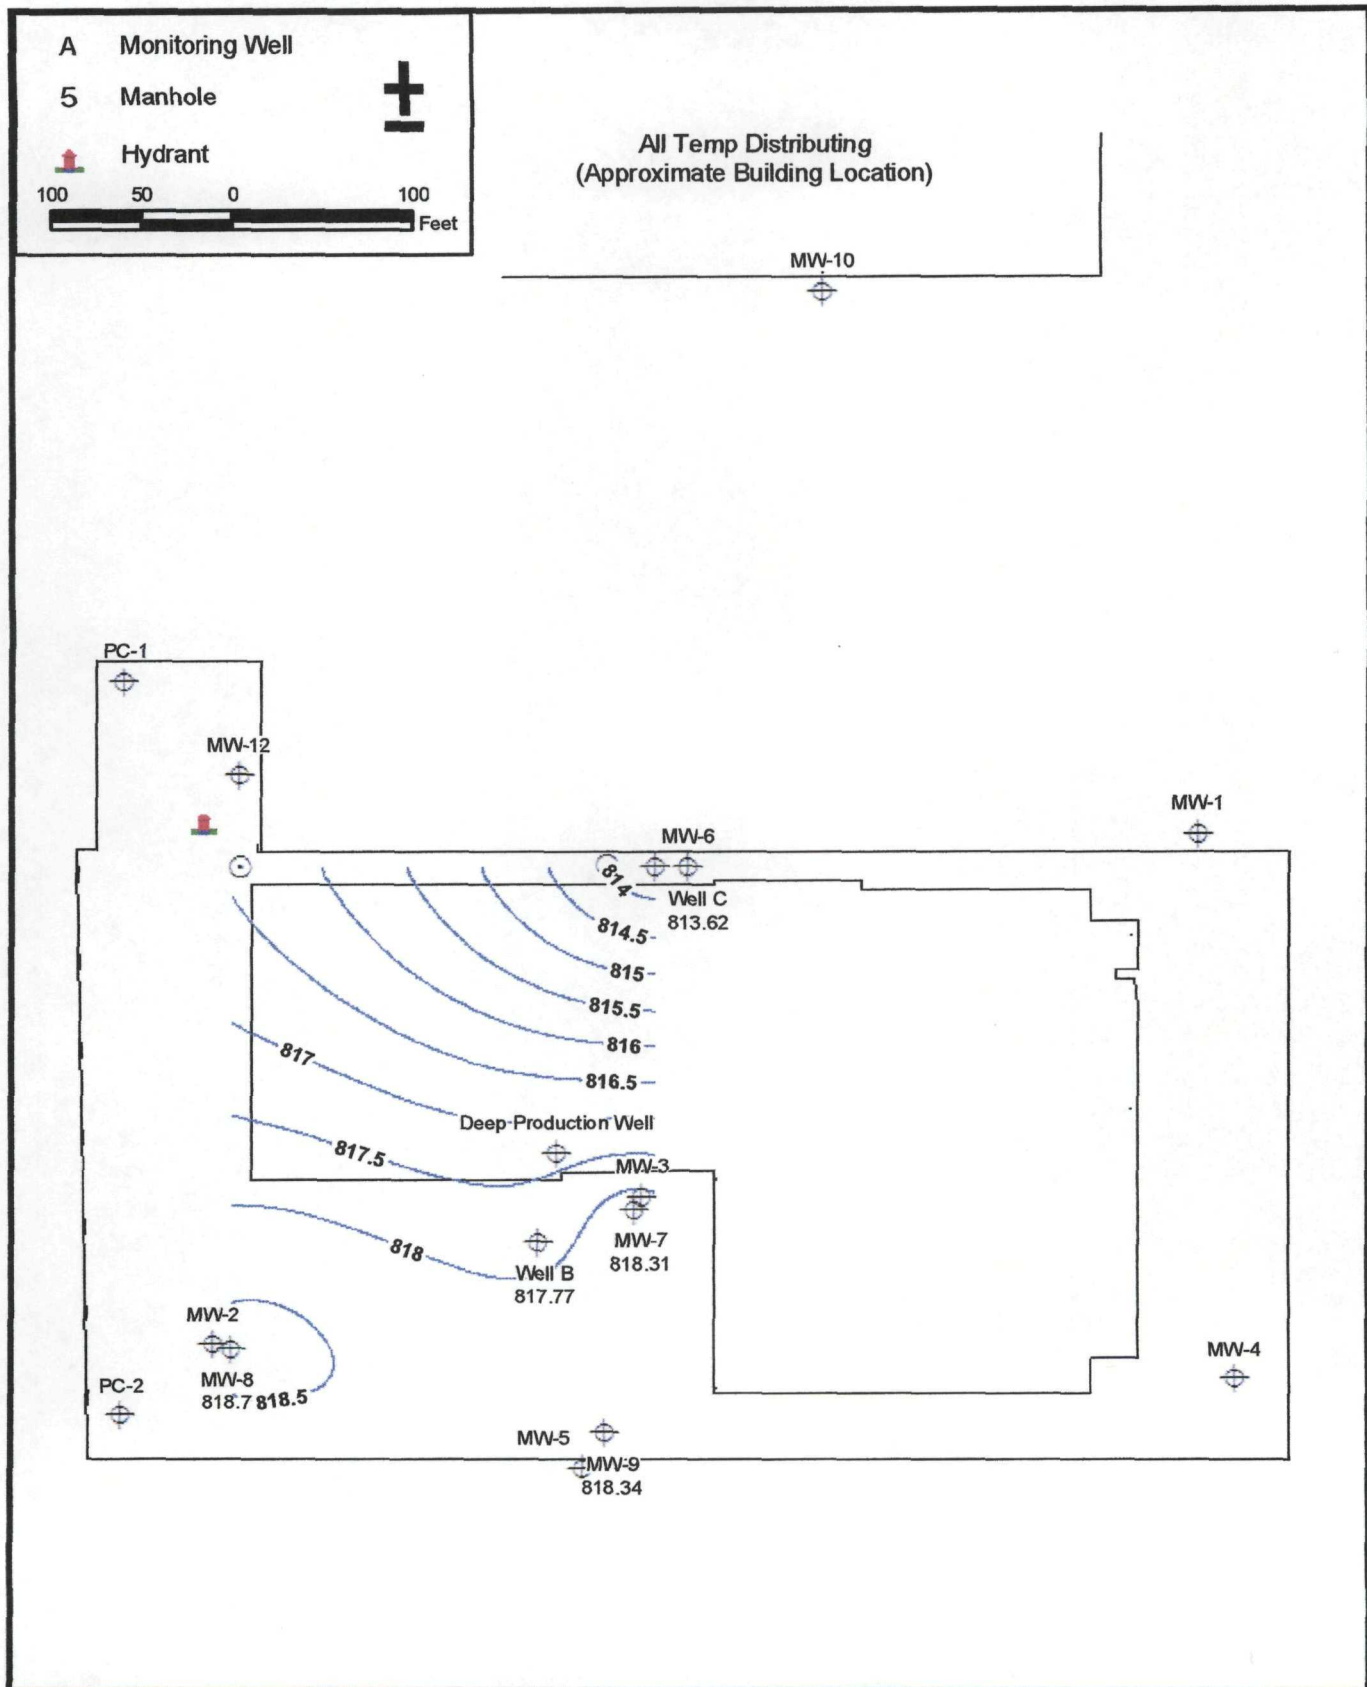 A Monitoring Well
5 Manhole
Hydrant
100 50 0 100
Feet
All Temp Distributing
(Approximate Building Location)
MW-10
PC-1
MW-12
MW-1
MW-6
814
Well C
813.62
814.5
815
815.5
816
817
816.5
Deep Production Well
817.5
MW-3
818
MW-7
818.31
Well B
817.77
MW-2
MW-8
818.7
818.5
PC-2
MW-4
MW-5
MW-9
818.34